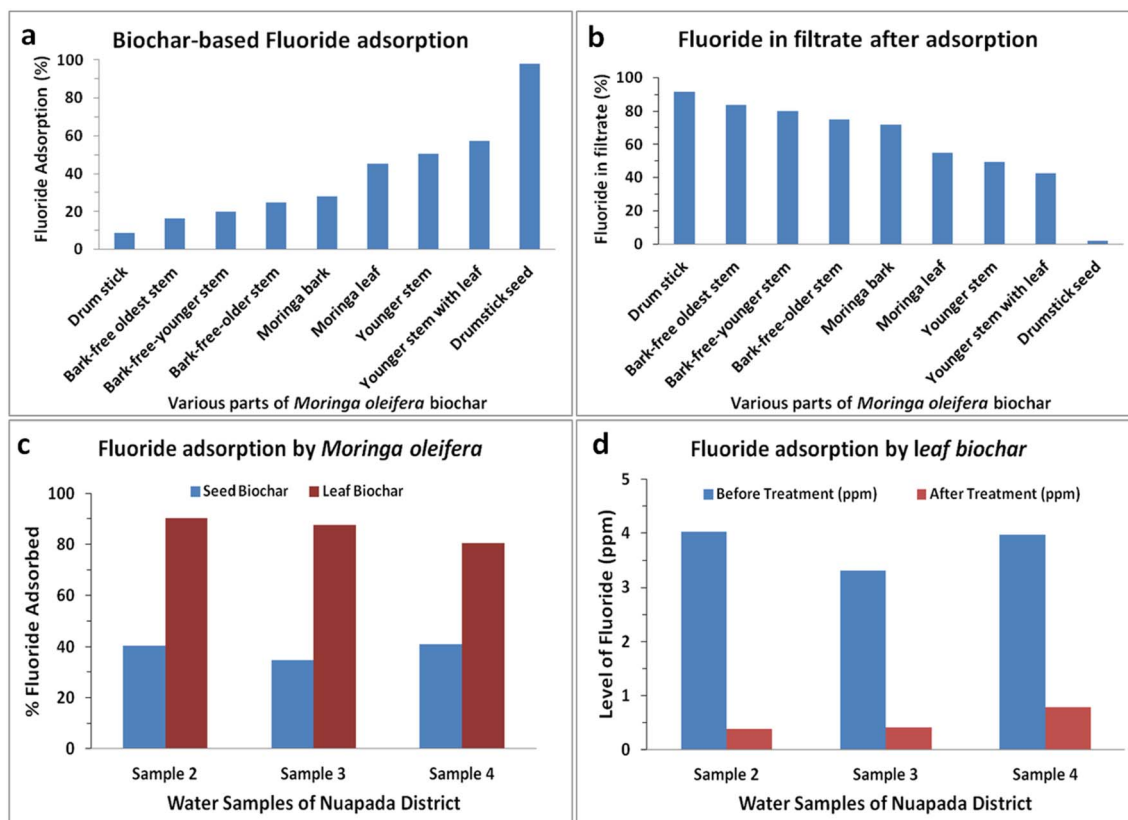 a
Biochar-based Fluoride adsorption
Fluoride Adsorption (%)
100
80
60
40
20
0
Drum stick
Bark-free oldest stem
Bark-free-younger stem
Bark-free-older stem
Moringa bark
Moringa leaf
Younger stem
Younger stem with leaf
Drumstick seed
Various parts of Moringa oleifera biochar
b
Fluoride in filtrate after adsorption
Fluoride in filtrate (%)
100
80
60
40
20
0
Drum stick
Bark-free oldest stem
Bark-free-younger stem
Bark-free-older stem
Moringa bark
Moringa leaf
Younger stem
Younger stem with leaf
Drumstick seed
Various parts of Moringa oleifera biochar
c
Fluoride adsorption by Moringa oleifera
Seed Biochar
Leaf Biochar
% Fluoride Adsorbed
100
80
60
40
20
0
Sample 2
Sample 3
Sample 4
Water Samples of Nuapada District
d
Fluoride adsorption by leaf biochar
Before Treatment (ppm)
After Treatment (ppm)
Level of Fluoride (ppm)
5
4
3
2
1
0
Sample 2
Sample 3
Sample 4
Water Samples of Nuapada District